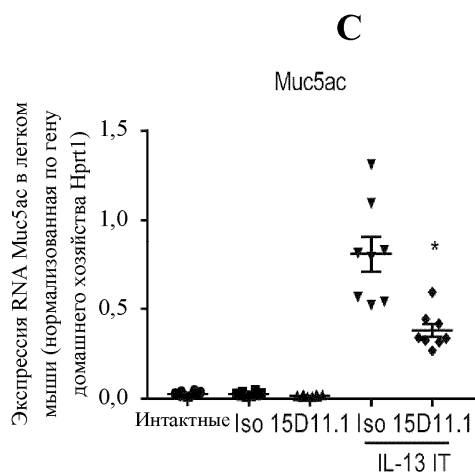 C
Muc5ac
Экспрессия RNA Muc5ac в легком
мыши (нормализованная по гену
домашнего хозяйства Hprt1)
1,5
1,0
0,5
0,0
*
Интактные Iso 15D11.1 Iso 15D11.1
IL-13 IT